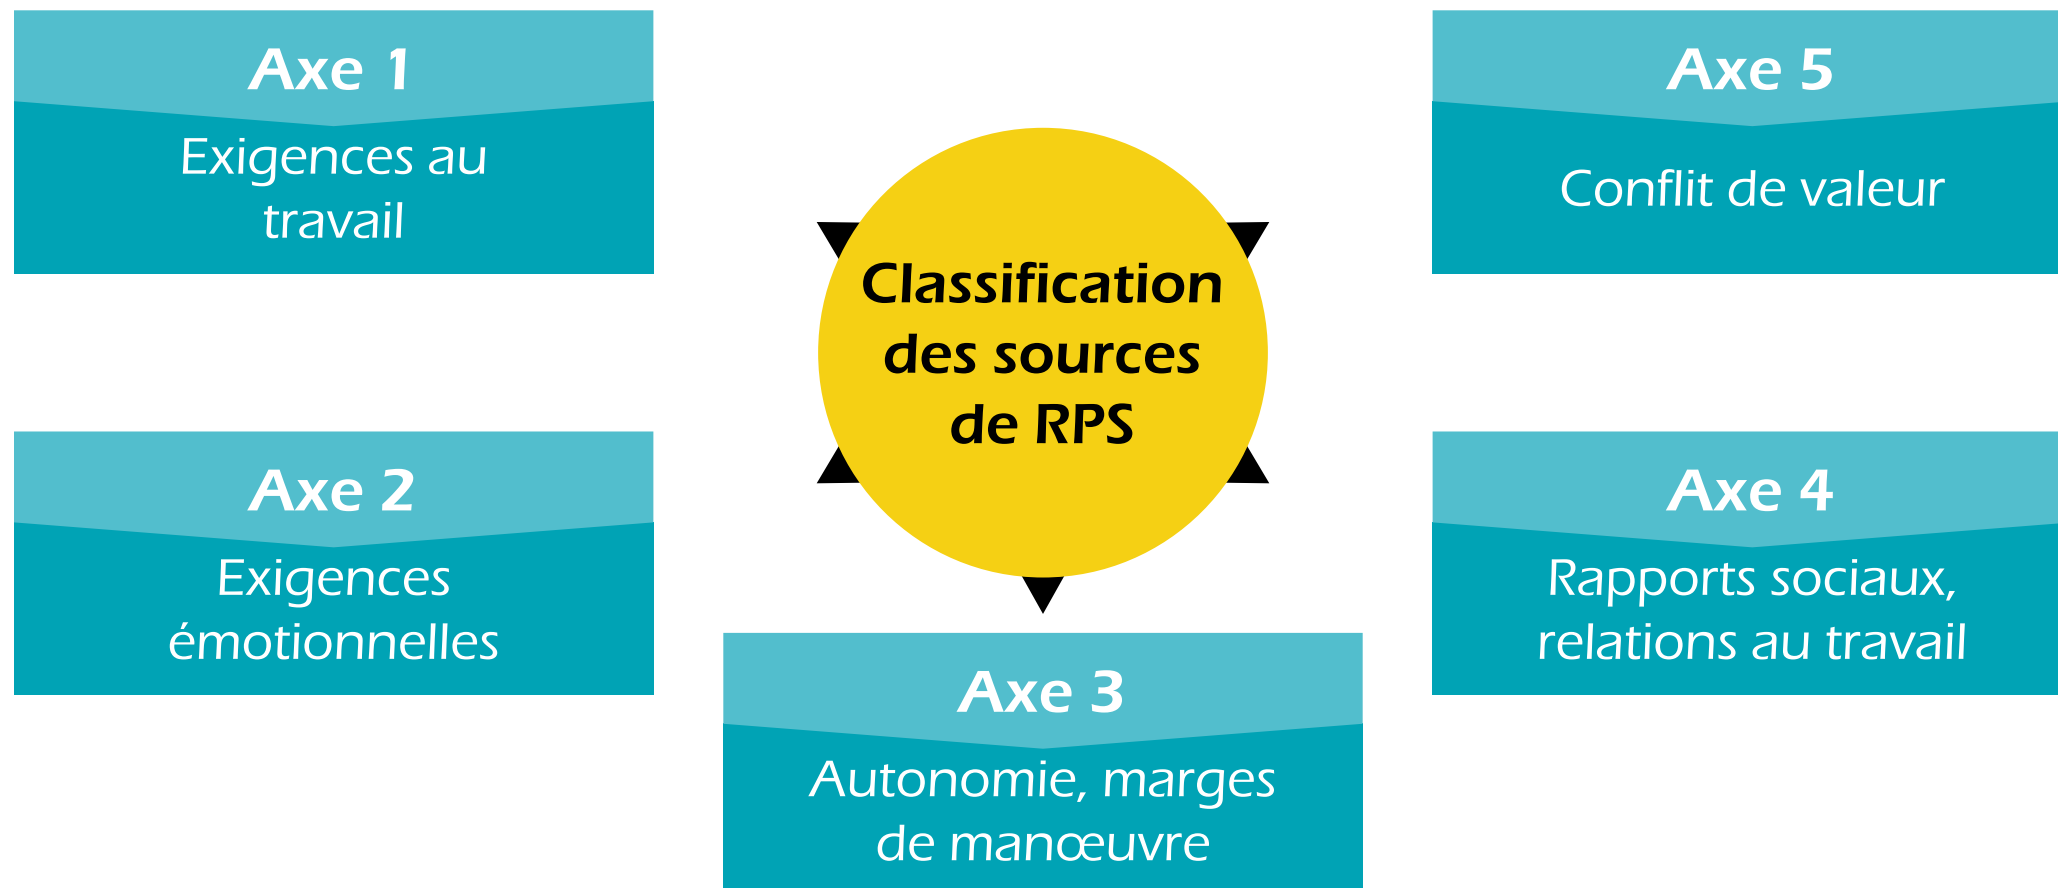 Axe 1
Exigences au
travail
Axe 2
Exigences
émotionnelles
Classification
des sources
de RPS
Axe 3
Autonomie, marges
de manœuvre
Axe 5
Conflit de valeur
Axe 4
Rapports sociaux,
relations au travail